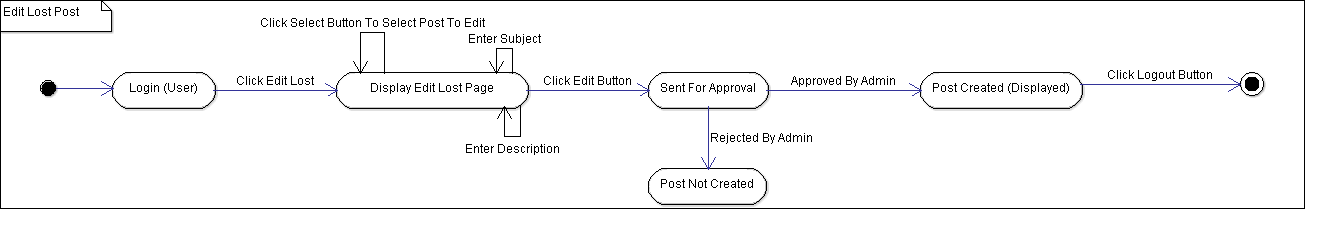 Edit Lost Post
Click Select Button To Select Post To Edit
Enter Subject
Login (User)
Click Edit Lost
Display Edit Lost Page
Click Edit Button
Sent For Approval
Approved By Admin
Post Created (Displayed)
Click Logout Button
Enter Description
Rejected By Admin
Post Not Created